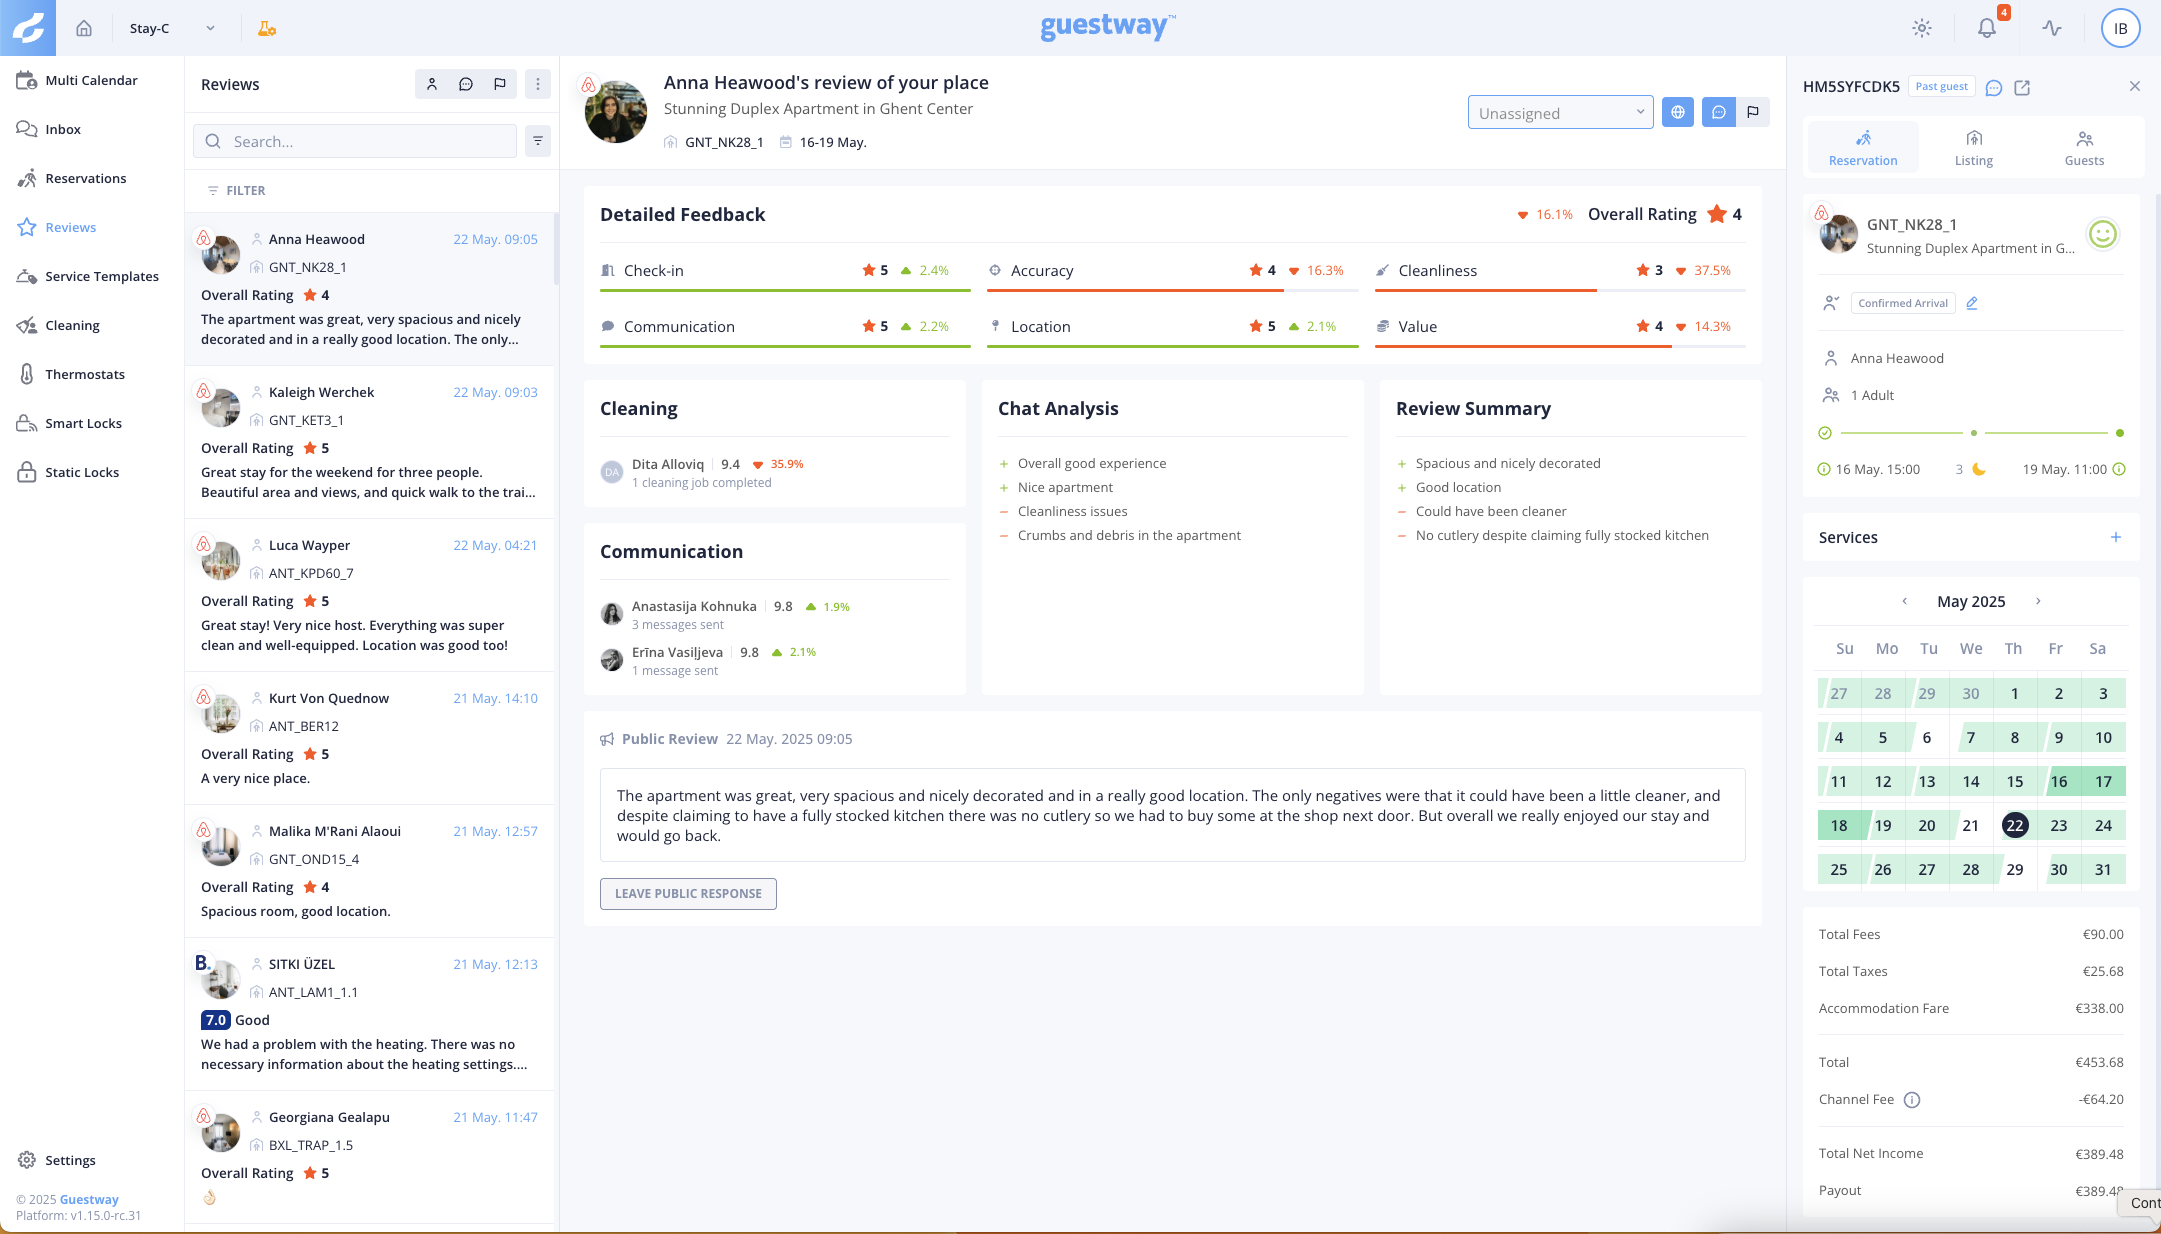 Stay-C
guestway™
4
IB
Multi Calendar
Inbox
Reservations
Reviews
Service Templates
Cleaning
Thermostats
Smart Locks
Static Locks
Settings
© 2025 Guestway
Platform: v1.15.0-rc.31
Reviews
Search...
FILTER
Anna Heawood 22 May. 09:05
GNT_NK28_1
Overall Rating 4
The apartment was great, very spacious and nicely
decorated and in a really good location. The only...
Kaleigh Werchek 22 May. 09:03
GNT_KET3_1
Overall Rating 5
Great stay for the weekend for three people.
Beautiful area and views, and quick walk to the trai...
Luca Wayper 22 May. 04:21
ANT_KPD60_7
Overall Rating 5
Great stay! Very nice host. Everything was super
clean and well-equipped. Location was good too!
Kurt Von Quednow 21 May. 14:10
ANT_BER12
Overall Rating 5
A very nice place.
Malika M'Rani Alaoui 21 May. 12:57
GNT_OND15_4
Overall Rating 4
Spacious room, good location.
B.
SITKI ÜZEL 21 May. 12:13
ANT_LAM1_1.1
7.0 Good
We had a problem with the heating. There was no
necessary information about the heating settings....
Georgiana Gealapu 21 May. 11:47
BXL_TRAP_1.5
Overall Rating 5
👌🏻
Anna Heawood's review of your place
Stunning Duplex Apartment in Ghent Center
GNT_NK28_1 16-19 May.
Unassigned
Detailed Feedback 16.1% Overall Rating 4
Check-in 5 2.4% Accuracy 4 16.3% Cleanliness 3 37.5%
Communication 5 2.2% Location 5 2.1% Value 4 14.3%
Cleaning
DA
Dita Alloviq 9.4 35.9%
1 cleaning job completed
Communication
Anastasija Kohnuka 9.8 1.9%
3 messages sent
Erīna Vasiļjeva 9.8 2.1%
1 message sent
Chat Analysis
+ Overall good experience
+ Nice apartment
− Cleanliness issues
− Crumbs and debris in the apartment
Review Summary
+ Spacious and nicely decorated
+ Good location
− Could have been cleaner
− No cutlery despite claiming fully stocked kitchen
Public Review 22 May. 2025 09:05
The apartment was great, very spacious and nicely decorated and in a really good location. The only negatives were that it could have been a little cleaner, and
despite claiming to have a fully stocked kitchen there was no cutlery so we had to buy some at the shop next door. But overall we really enjoyed our stay and
would go back.
LEAVE PUBLIC RESPONSE
HM5SYFCDK5 Past guest
Reservation Listing Guests
GNT_NK28_1
Stunning Duplex Apartment in G...
Confirmed Arrival
Anna Heawood
1 Adult
16 May. 15:00 3 19 May. 11:00
Services +
May 2025
Su Mo Tu We Th Fr Sa
27 28 29 30 1 2 3
4 5 6 7 8 9 10
11 12 13 14 15 16 17
18 19 20 21 22 23 24
25 26 27 28 29 30 31
Total Fees €90.00
Total Taxes €25.68
Accommodation Fare €338.00
Total €453.68
Channel Fee -€64.20
Total Net Income €389.48
Payout €389.48
Cont